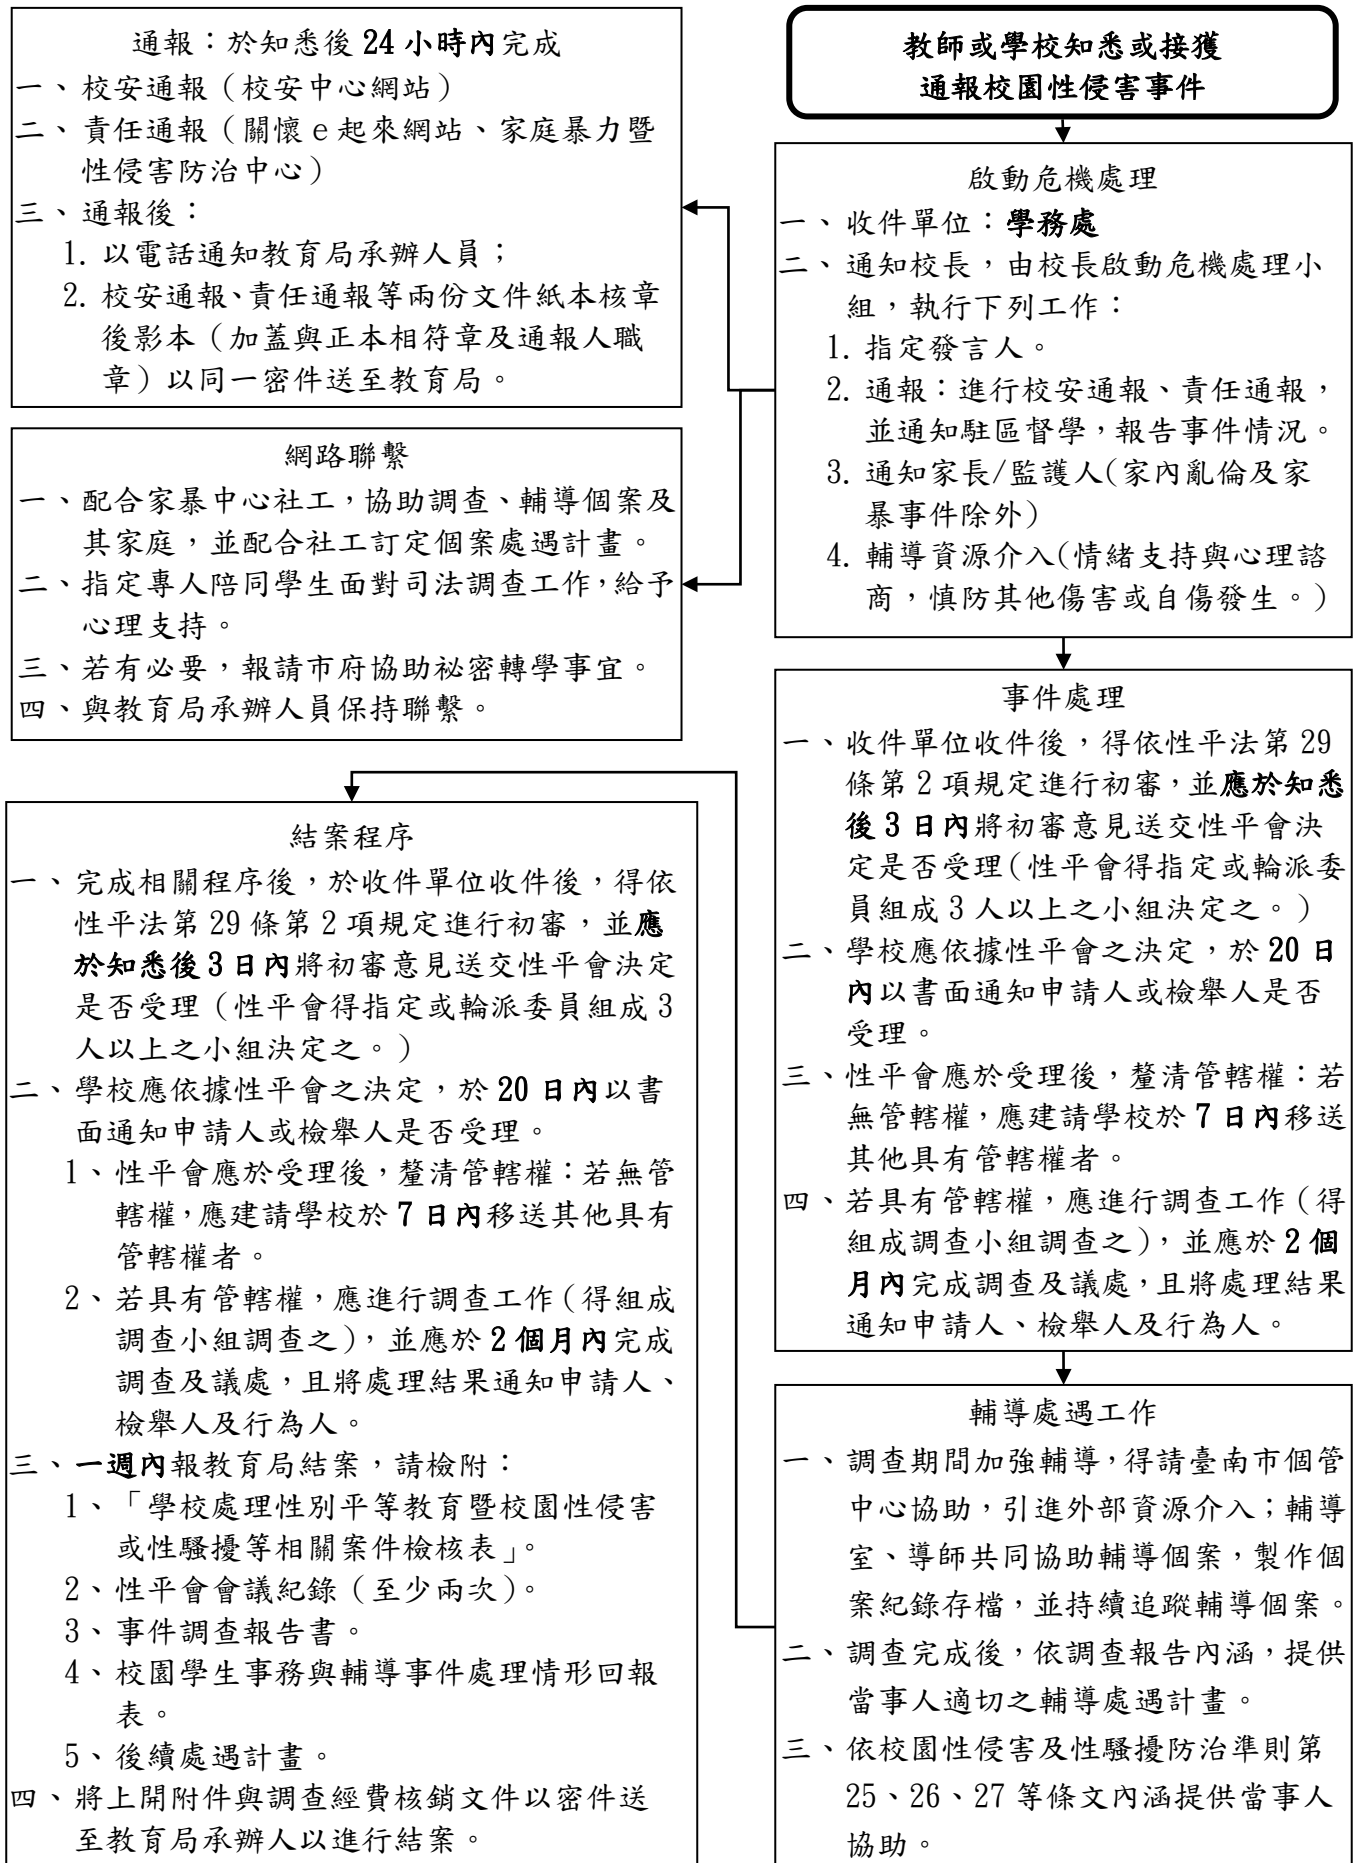 教師或學校知悉或接獲
通報校園性侵害事件
啟動危機處理
一、收件單位：學務處
二、通知校長，由校長啟動危機處理小
組，執行下列工作：
1. 指定發言人。
2. 通報：進行校安通報、責任通報，
並通知駐區督學，報告事件情況。
3. 通知家長/監護人(家內亂倫及家
暴事件除外)
4. 輔導資源介入(情緒支持與心理諮
商，慎防其他傷害或自傷發生。)
通報：於知悉後 24 小時內完成
一、校安通報（校安中心網站）
二、責任通報（關懷 e 起來網站、家庭暴力暨
性侵害防治中心）
三、通報後：
1. 以電話通知教育局承辦人員；
2. 校安通報、責任通報等兩份文件紙本核章
後影本（加蓋與正本相符章及通報人職
章）以同一密件送至教育局。
網路聯繫
一、配合家暴中心社工，協助調查、輔導個案及
其家庭，並配合社工訂定個案處遇計畫。
二、指定專人陪同學生面對司法調查工作，給予
心理支持。
三、若有必要，報請市府協助祕密轉學事宜。
四、與教育局承辦人員保持聯繫。
事件處理
一、收件單位收件後，得依性平法第 29
條第 2 項規定進行初審，並應於知悉
後 3 日內將初審意見送交性平會決
定是否受理(性平會得指定或輪派委
員組成 3 人以上之小組決定之。)
二、學校應依據性平會之決定，於 20 日
內以書面通知申請人或檢舉人是否
受理。
三、性平會應於受理後，釐清管轄權：若
無管轄權，應建請學校於 7 日內移送
其他具有管轄權者。
四、若具有管轄權，應進行調查工作（得
組成調查小組調查之），並應於 2 個
月內完成調查及議處，且將處理結果
通知申請人、檢舉人及行為人。
輔導處遇工作
一、調查期間加強輔導，得請臺南市個管
中心協助，引進外部資源介入；輔導
室、導師共同協助輔導個案，製作個
案紀錄存檔，並持續追蹤輔導個案。
二、調查完成後，依調查報告內涵，提供
當事人適切之輔導處遇計畫。
三、依校園性侵害及性騷擾防治準則第
25、26、27 等條文內涵提供當事人
協助。
結案程序
一、完成相關程序後，於收件單位收件後，得依
性平法第 29 條第 2 項規定進行初審，並應
於知悉後 3 日內將初審意見送交性平會決定
是否受理（性平會得指定或輪派委員組成 3
人以上之小組決定之。）
二、學校應依據性平會之決定，於 20 日內以書
面通知申請人或檢舉人是否受理。
1、性平會應於受理後，釐清管轄權：若無管
轄權，應建請學校於 7 日內移送其他具有
管轄權者。
2、若具有管轄權，應進行調查工作（得組成
調查小組調查之），並應於 2 個月內完成
調查及議處，且將處理結果通知申請人、
檢舉人及行為人。
三、一週內報教育局結案，請檢附：
1、「學校處理性別平等教育暨校園性侵害
或性騷擾等相關案件檢核表」。
2、性平會會議紀錄（至少兩次）。
3、事件調查報告書。
4、校園學生事務與輔導事件處理情形回報
表。
5、後續處遇計畫。
四、將上開附件與調查經費核銷文件以密件送
至教育局承辦人以進行結案。